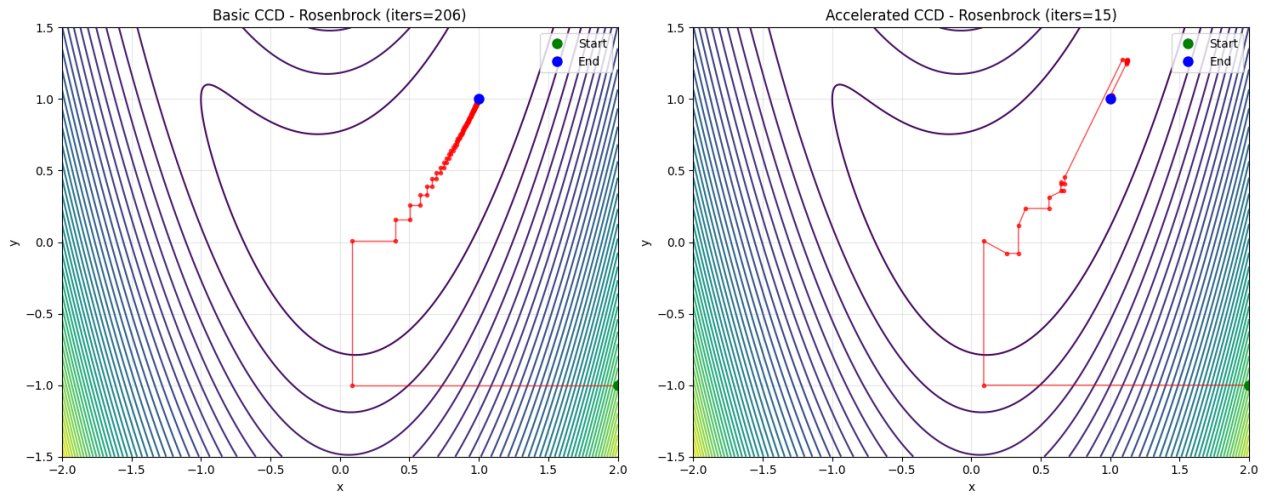 Basic CCD - Rosenbrock (iters=206)
Start
End
1.5
1.0
0.5
0.0
−0.5
−1.0
−1.5
y
−2.0 −1.5 −1.0 −0.5 0.0 0.5 1.0 1.5 2.0
x
Accelerated CCD - Rosenbrock (iters=15)
Start
End
1.5
1.0
0.5
0.0
−0.5
−1.0
−1.5
y
−2.0 −1.5 −1.0 −0.5 0.0 0.5 1.0 1.5 2.0
x